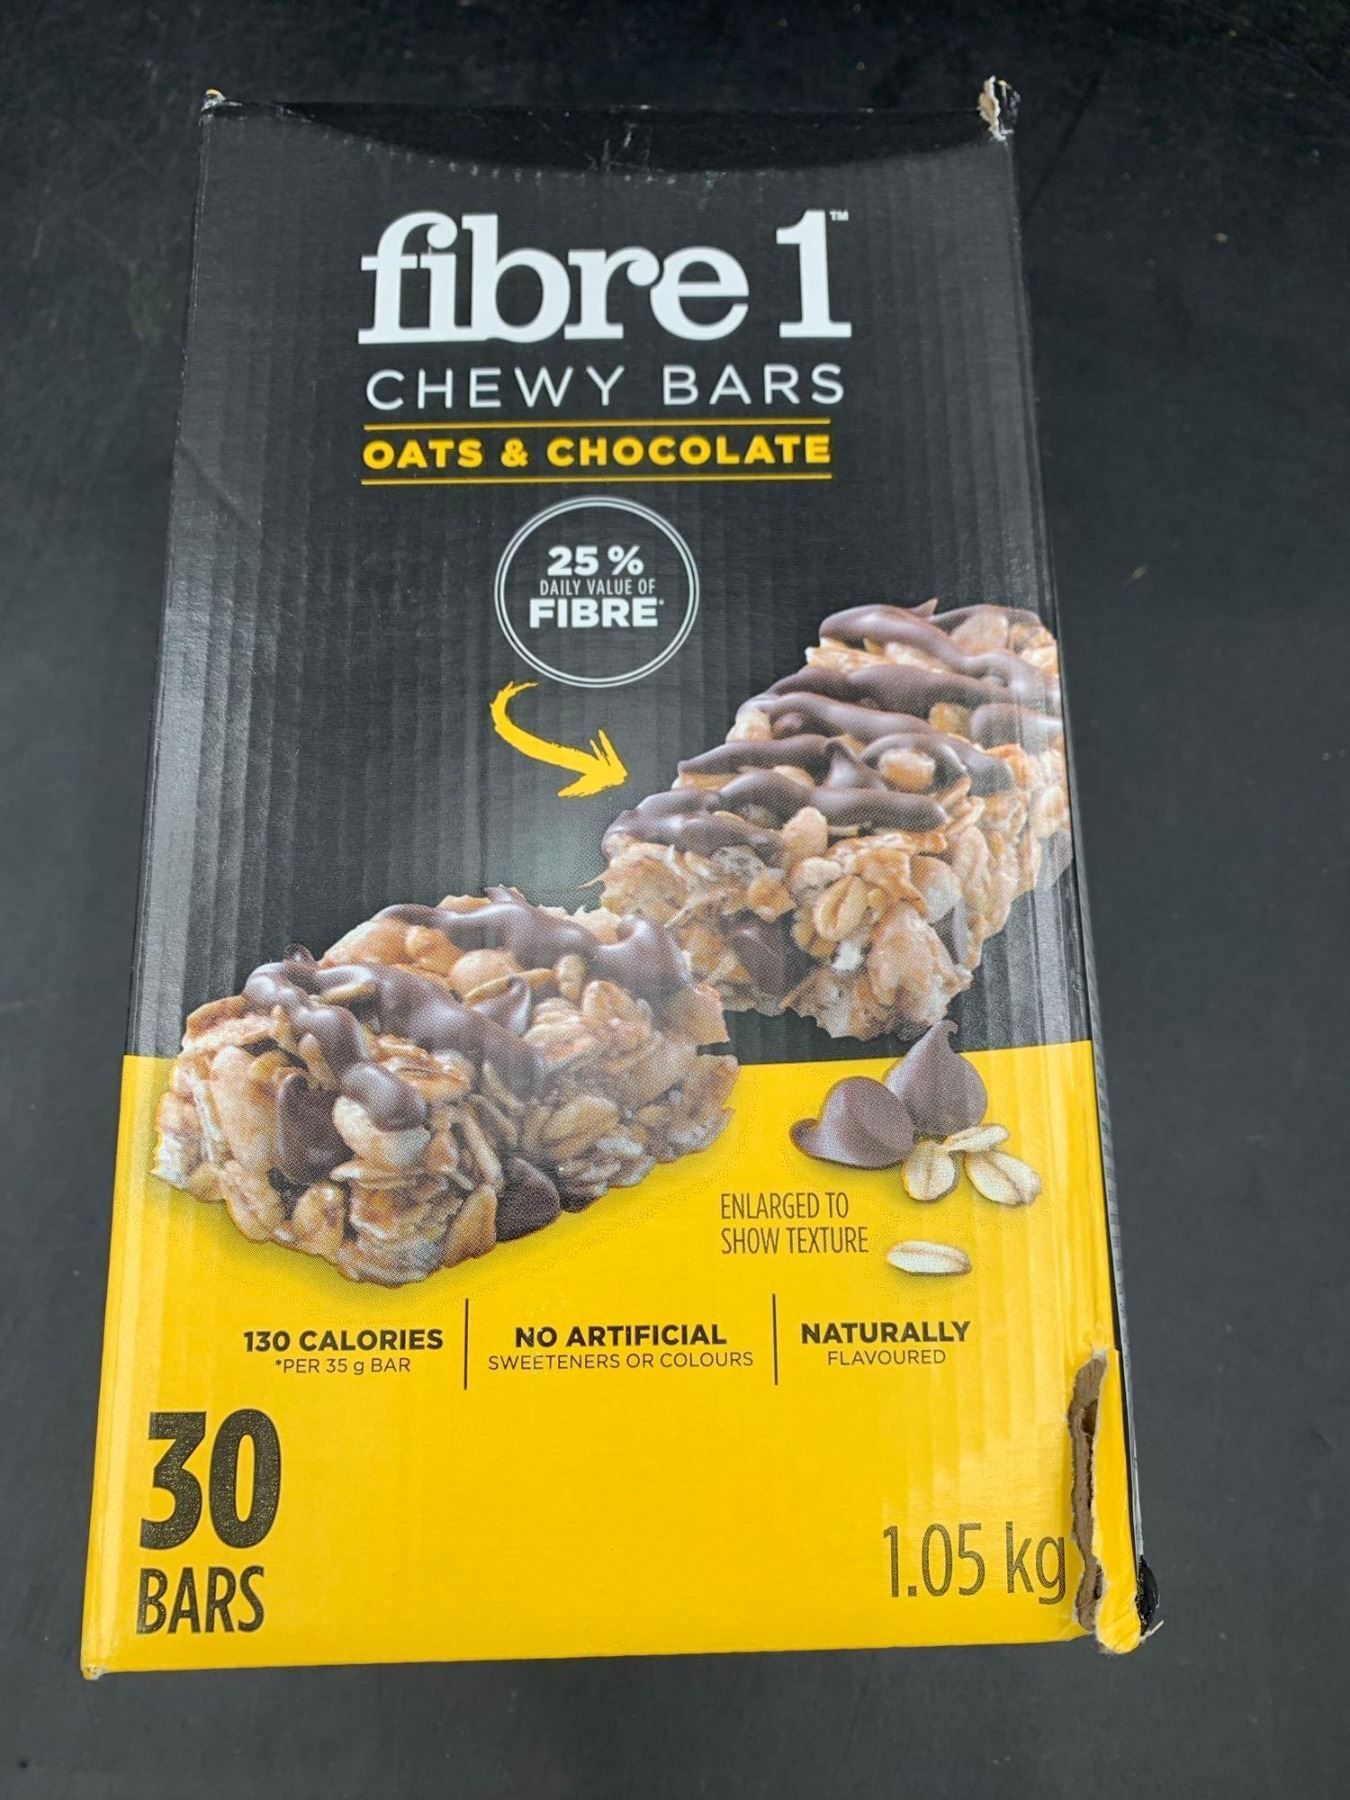 fibre 1™
CHEWY BARS
OATS & CHOCOLATE
25 %
DAILY VALUE OF
FIBRE*
ENLARGED TO
SHOW TEXTURE
130 CALORIES
*PER 35 g BAR
NO ARTIFICIAL
SWEETENERS OR COLOURS
NATURALLY
FLAVOURED
30
BARS
1.05 kg